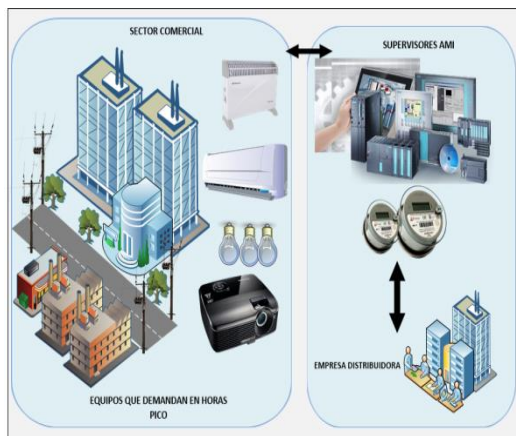 SECTOR COMERCIAL
SUPERVISORES AMI
EMPRESA DISTRIBUIDORA
EQUIPOS QUE DEMANDAN EN HORAS
PICO